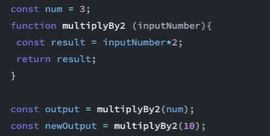 const num = 3;
function multiplyBy2 (inputNumber){
const result = inputNumber*2;
return result;
}
const output = multiplyBy2(num);
const newOutput = multiplyBy2(10);